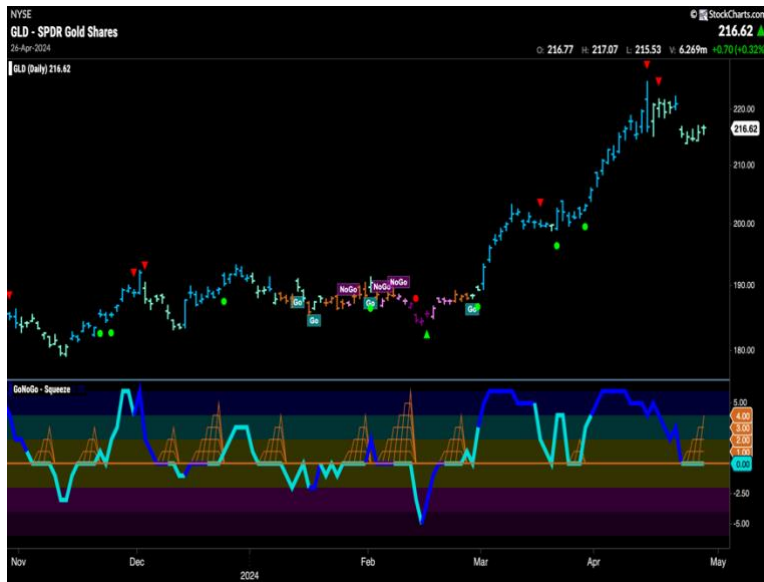 NYSE
© StockCharts.com
GLD - SPDR Gold Shares
216.62
26-Apr-2024
O: 216.77 H: 217.07 L: 215.53 V: 6.269m +0.70 (+0.32%)
GLD (Daily) 216.62
220.00
216.62
210.00
200.00
190.00
180.00
NoGo
NoGo
NoGo
Go
Go
Go
Go
GoNoGo - Squeeze
5.00
4.00
3.00
2.00
1.00
0.00
-2.50
-5.00
Nov Dec Feb Mar Apr May
2024